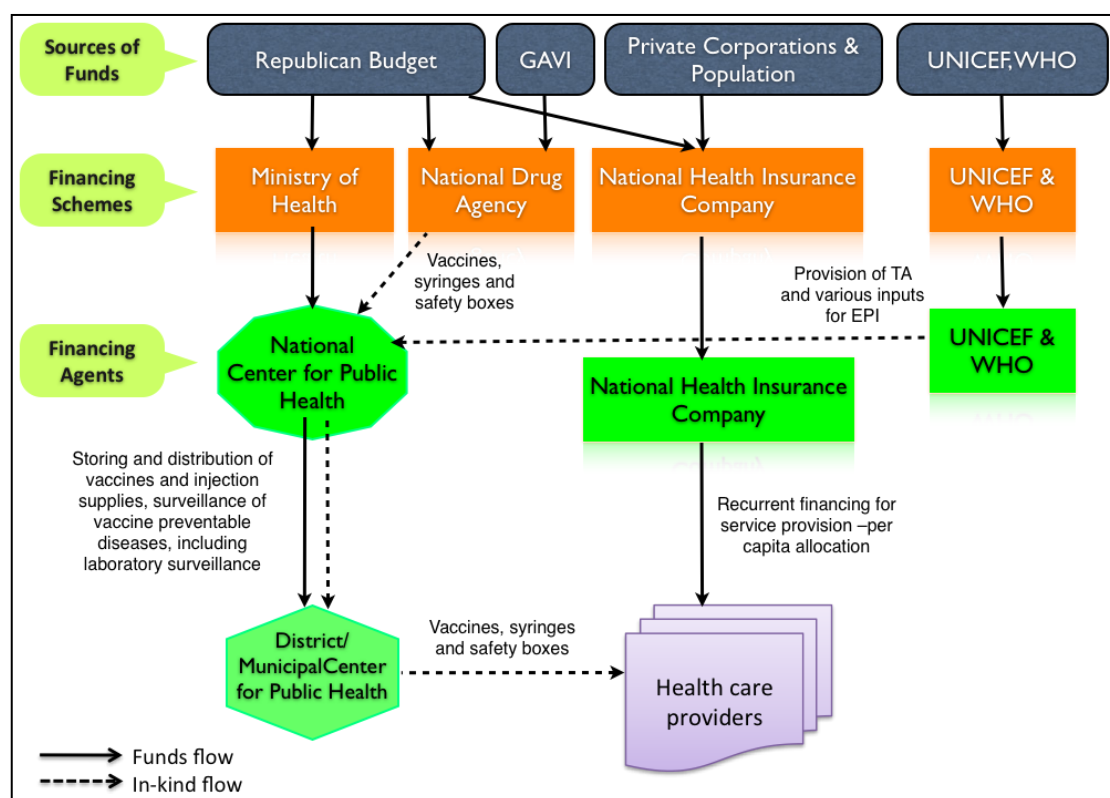 Sources of
Funds
Republican Budget
GAVI
Private Corporations &
Population
UNICEF,WHO
Financing
Schemes
Ministry of
Health
National Drug
Agency
National Health Insurance
Company
UNICEF &
WHO
Vaccines,
syringes and
safety boxes
Provision of TA
and various inputs
for EPI
Financing
Agents
National
Center for Public
Health
National Health Insurance
Company
UNICEF &
WHO
Storing and distribution of
vaccines and injection
supplies, surveillance of
vaccine preventable
diseases, including
laboratory surveillance
Recurrent financing for
service provision –per
capita allocation
District/
MunicipalCenter
for Public Health
Vaccines, syringes
and safety boxes
Health care
providers
Funds flow
In-kind flow